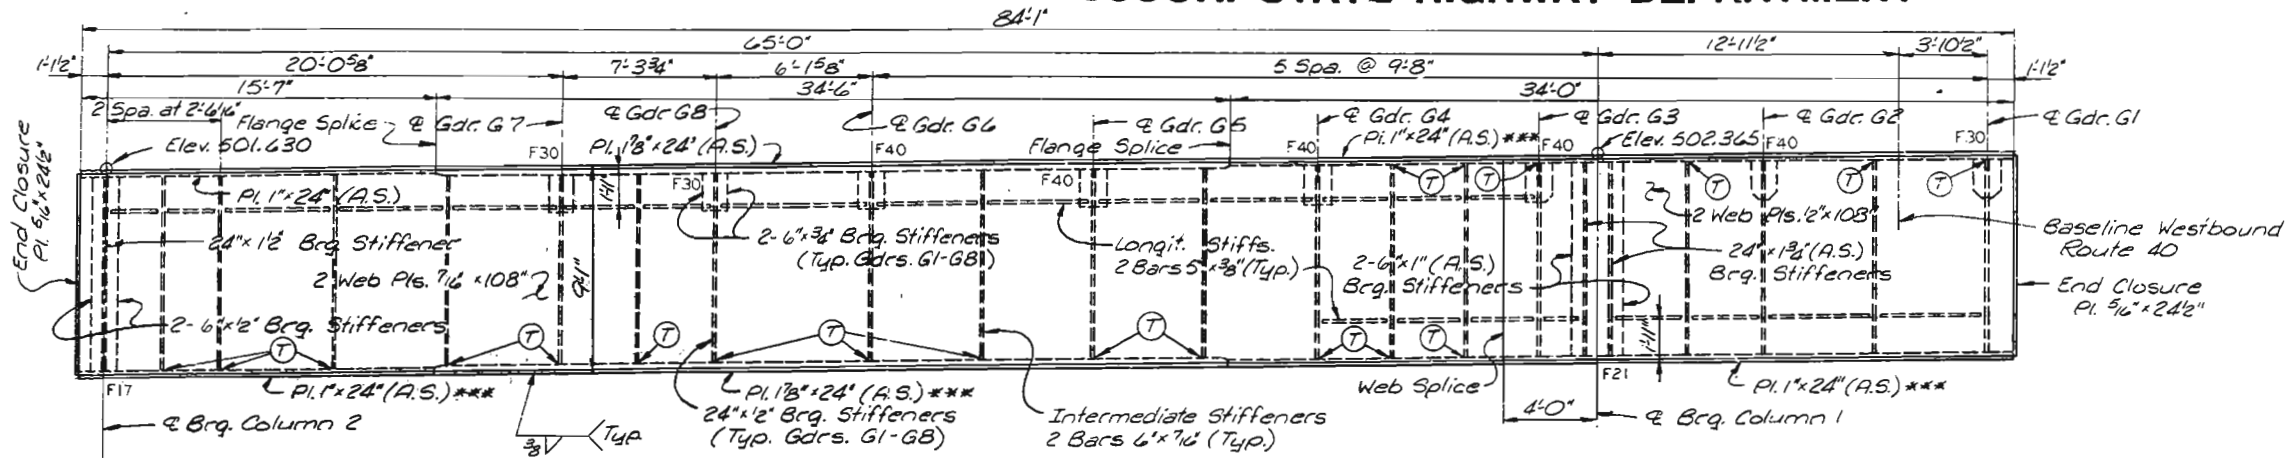 STATE HIGHWAY DEPARTMENT
84'-1"
65'-0" 12'-11½" 3'-10½"
1'-1½" 20'-0⅝" 7'-3¾" 6'-1⅝" 5 Spa. @ 9'-8" 1'-1½"
15'-7" 34'-6" 34'-0"
2 Spa. at 2'-6 1/16"
Flange Splice
℄ Gdr. G7
℄ Gdr. G8
℄ Gdr. G6
℄ Gdr. G5
℄ Gdr. G4
℄ Gdr. G3
℄ Gdr. G2
℄ Gdr. G1
Elev. 501.630
F30
Pl. 1⅛"×24" (A.S.)
F40
Flange Splice
F40
Pl. 1"×24" (A.S.) ***
F40
Elev. 502.365
F40
F30
End Closure
Pl. 5/16"×24½"
Pl. 1"×24" (A.S.)
F30
F40
T
T
T
T
T
24"×1½" Brg. Stiffener
2-6"×¾" Brg. Stiffeners
(Typ. Gdrs. G1-G8)
Longit. Stiffs.
2 Bars 5"×⅜" (Typ.)
2 Web Pls. ½"×108"
24"×1¾" (A.S.)
Brg. Stiffeners
Baseline Westbound
Route 40
2 Web Pls. 7/16"×108"
9'-1"
2-6"×1" (A.S.)
Brg. Stiffeners
End Closure
Pl. 5/16"×24½"
2-6"×½" Brg. Stiffeners
T
T
T
T
T
T
T
F17
Pl. 1"×24" (A.S.) ***
Pl. 1⅛"×24" (A.S.) ***
Web Splice
F21
Pl. 1"×24" (A.S.) ***
24"×½" Brg. Stiffeners
(Typ. Gdrs. G1-G8)
Intermediate Stiffeners
2 Bars 6"×7/16" (Typ.)
4'-0"
℄ Brg. Column 2
⅜
Typ.
℄ Brg. Column 1